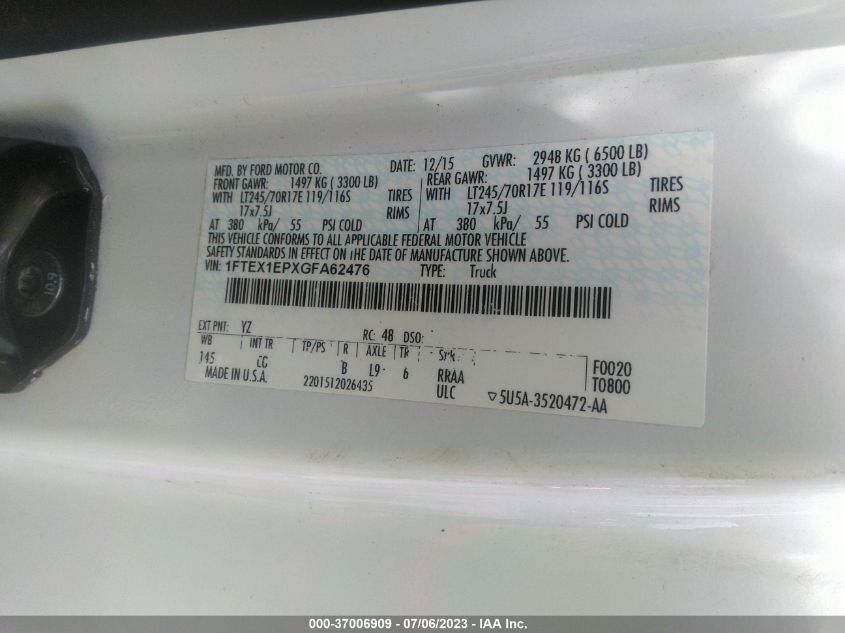 MFD. BY FORD MOTOR CO. DATE: 12/15 GVWR: 2948 KG ( 6500 LB)
FRONT GAWR: 1497 KG ( 3300 LB) REAR GAWR: 1497 KG ( 3300 LB)
WITH LT245/70R17E 119/116S TIRES WITH LT245/70R17E 119/116S TIRES
17x7.5J RIMS 17x7.5J RIMS
AT 380 kPa/ 55 PSI COLD AT 380 kPa/ 55 PSI COLD
THIS VEHICLE CONFORMS TO ALL APPLICABLE FEDERAL MOTOR VEHICLE
SAFETY STANDARDS IN EFFECT ON THE DATE OF MANUFACTURE SHOWN ABOVE.
VIN: 1FTEX1EPXGFA62476 TYPE: Truck
EXT PNT: YZ RC: 48 DSO:
WB INT TR TP/PS R AXLE TR SPR F0020
145 CG B L9 6 RRAA T0800
MADE IN U.S.A. 2201512026435 ULC ▽5U5A-3520472-AA
10.9
000-37006909 - 07/06/2023 - IAA Inc.